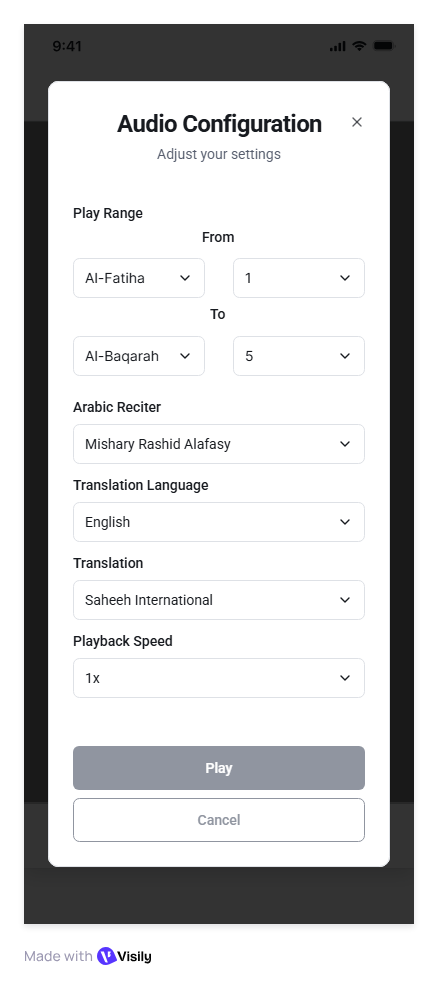 9:41
Audio Configuration
Adjust your settings
Play Range
From
Al-Fatiha 1
To
Al-Baqarah 5
Arabic Reciter
Mishary Rashid Alafasy
Translation Language
English
Translation
Saheeh International
Playback Speed
1x
Play
Cancel
Made with Visily